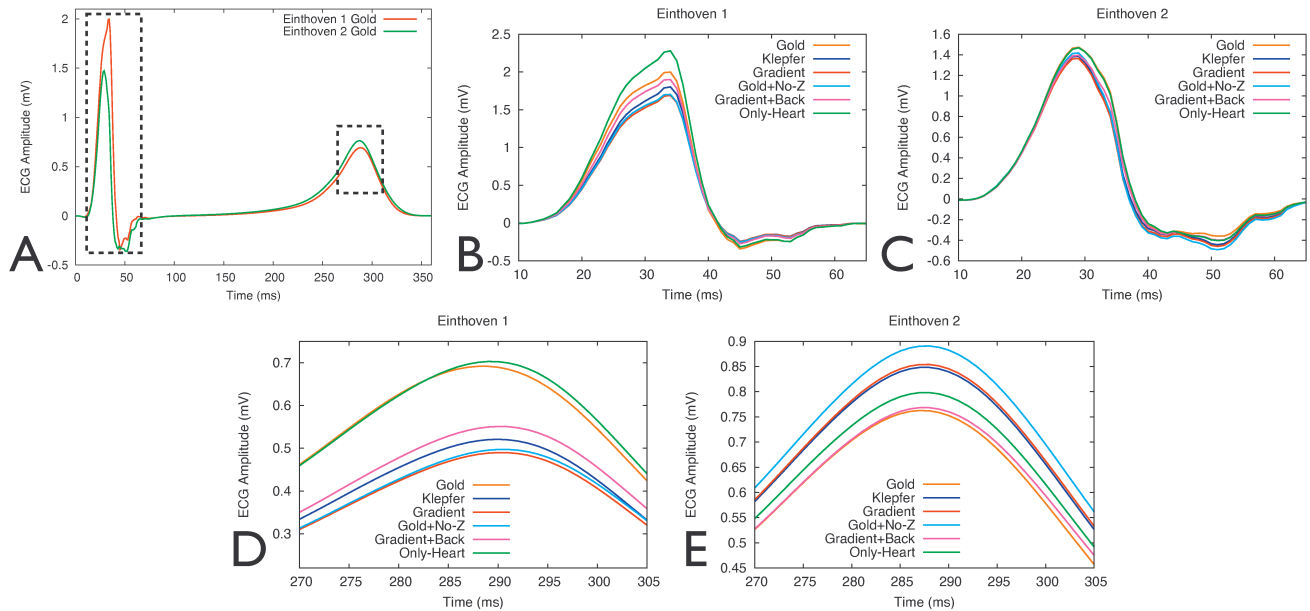 2
1.5
1
0.5
0
-0.5
0 50 100 150 200 250 300 350
ECG Amplitude (mV)
Time (ms)
Einthoven 1 Gold
Einthoven 2 Gold
A
Einthoven 1
2.5
2.0
1.5
1.0
0.5
0.0
-0.5
10 20 30 40 50 60
ECG Amplitude (mV)
Time (ms)
Gold
Klepfer
Gradient
Gold+No-Z
Gradient+Back
Only-Heart
B
Einthoven 2
1.6
1.4
1.2
1.0
0.8
0.6
0.4
0.2
-0.0
-0.2
-0.4
-0.6
10 20 30 40 50 60
ECG Amplitude (mV)
Time (ms)
Gold
Klepfer
Gradient
Gold+No-Z
Gradient+Back
Only-Heart
C
Einthoven 1
0.7
0.6
0.5
0.4
0.3
270 275 280 285 290 295 300 305
ECG Amplitude (mV)
Time (ms)
Gold
Klepfer
Gradient
Gold+No-Z
Gradient+Back
Only-Heart
D
Einthoven 2
0.9
0.85
0.8
0.75
0.7
0.65
0.6
0.55
0.5
0.45
270 275 280 285 290 295 300 305
ECG Amplitude (mV)
Time (ms)
Gold
Klepfer
Gradient
Gold+No-Z
Gradient+Back
Only-Heart
E